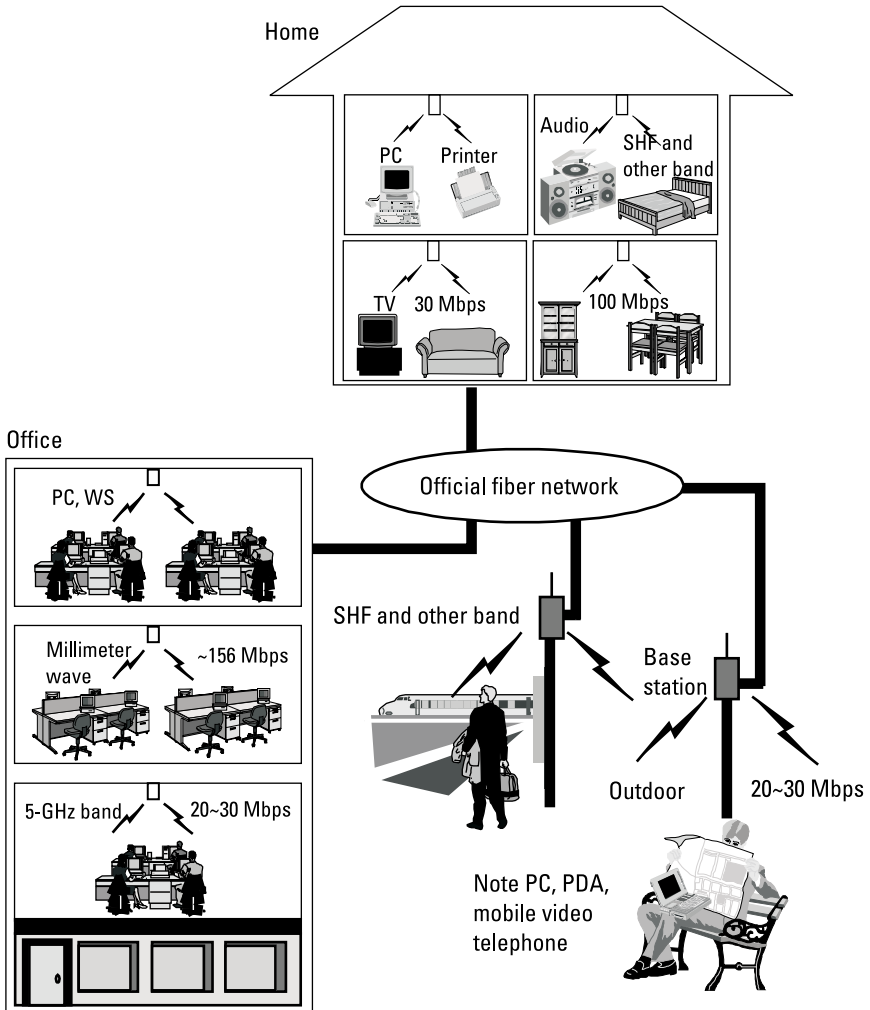 Home
PC
Printer
Audio
SHF and
other band
TV
30 Mbps
100 Mbps
Office
Official fiber network
PC, WS
SHF and other band
Millimeter
wave
~156 Mbps
Base
station
5-GHz band
20~30 Mbps
Outdoor
20~30 Mbps
Note PC, PDA,
mobile video
telephone